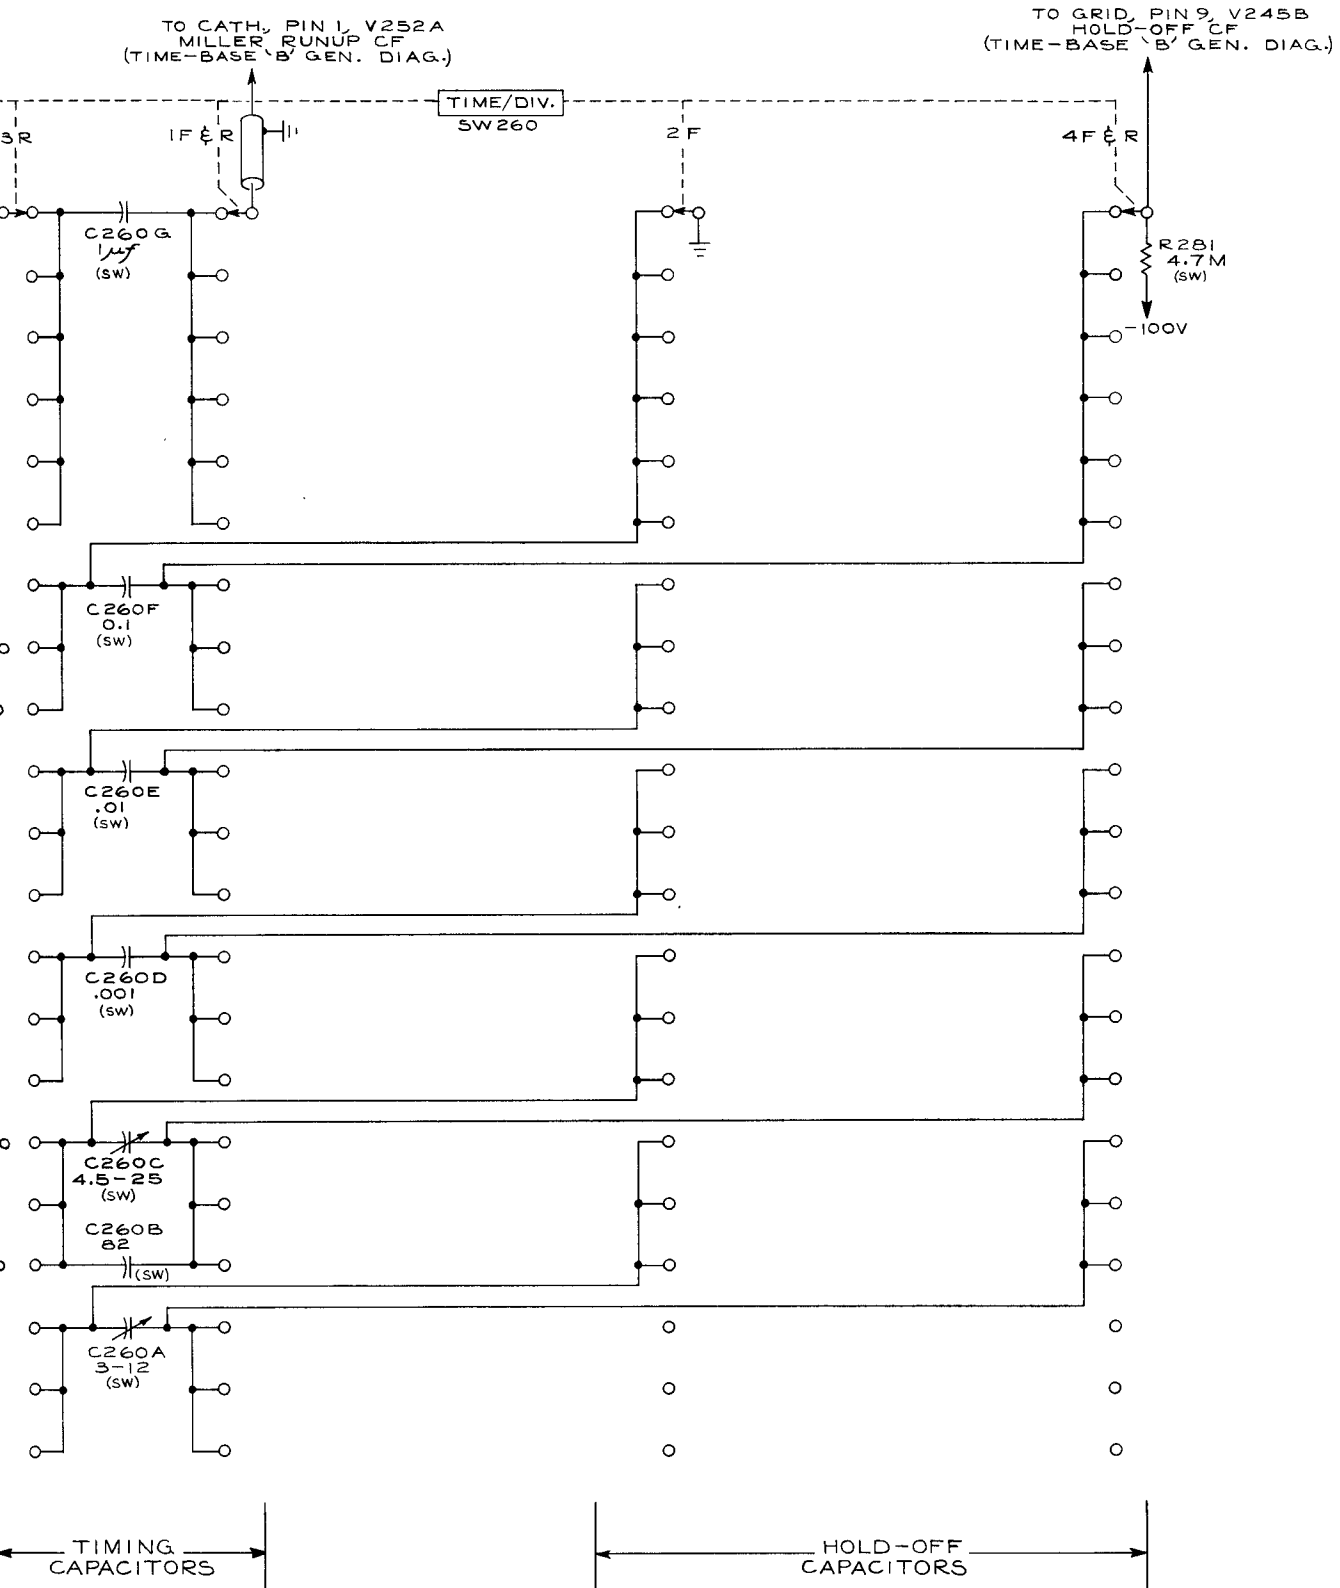 TO CATH., PIN 1, V252A
MILLER RUNUP CF
(TIME-BASE 'B' GEN. DIAG.)
TO GRID, PIN 9, V245B
HOLD-OFF CF
(TIME-BASE 'B' GEN. DIAG.)
TIME/DIV.
SW260
3R
1F & R
2F
4F & R
C260G
1μf
(SW)
R281
4.7M
(SW)
-100V
C260F
0.1
(SW)
C260E
.01
(SW)
C260D
.001
(SW)
C260C
4.5-25
(SW)
C260B
82
(SW)
C260A
3-12
(SW)
TIMING
CAPACITORS
HOLD-OFF
CAPACITORS